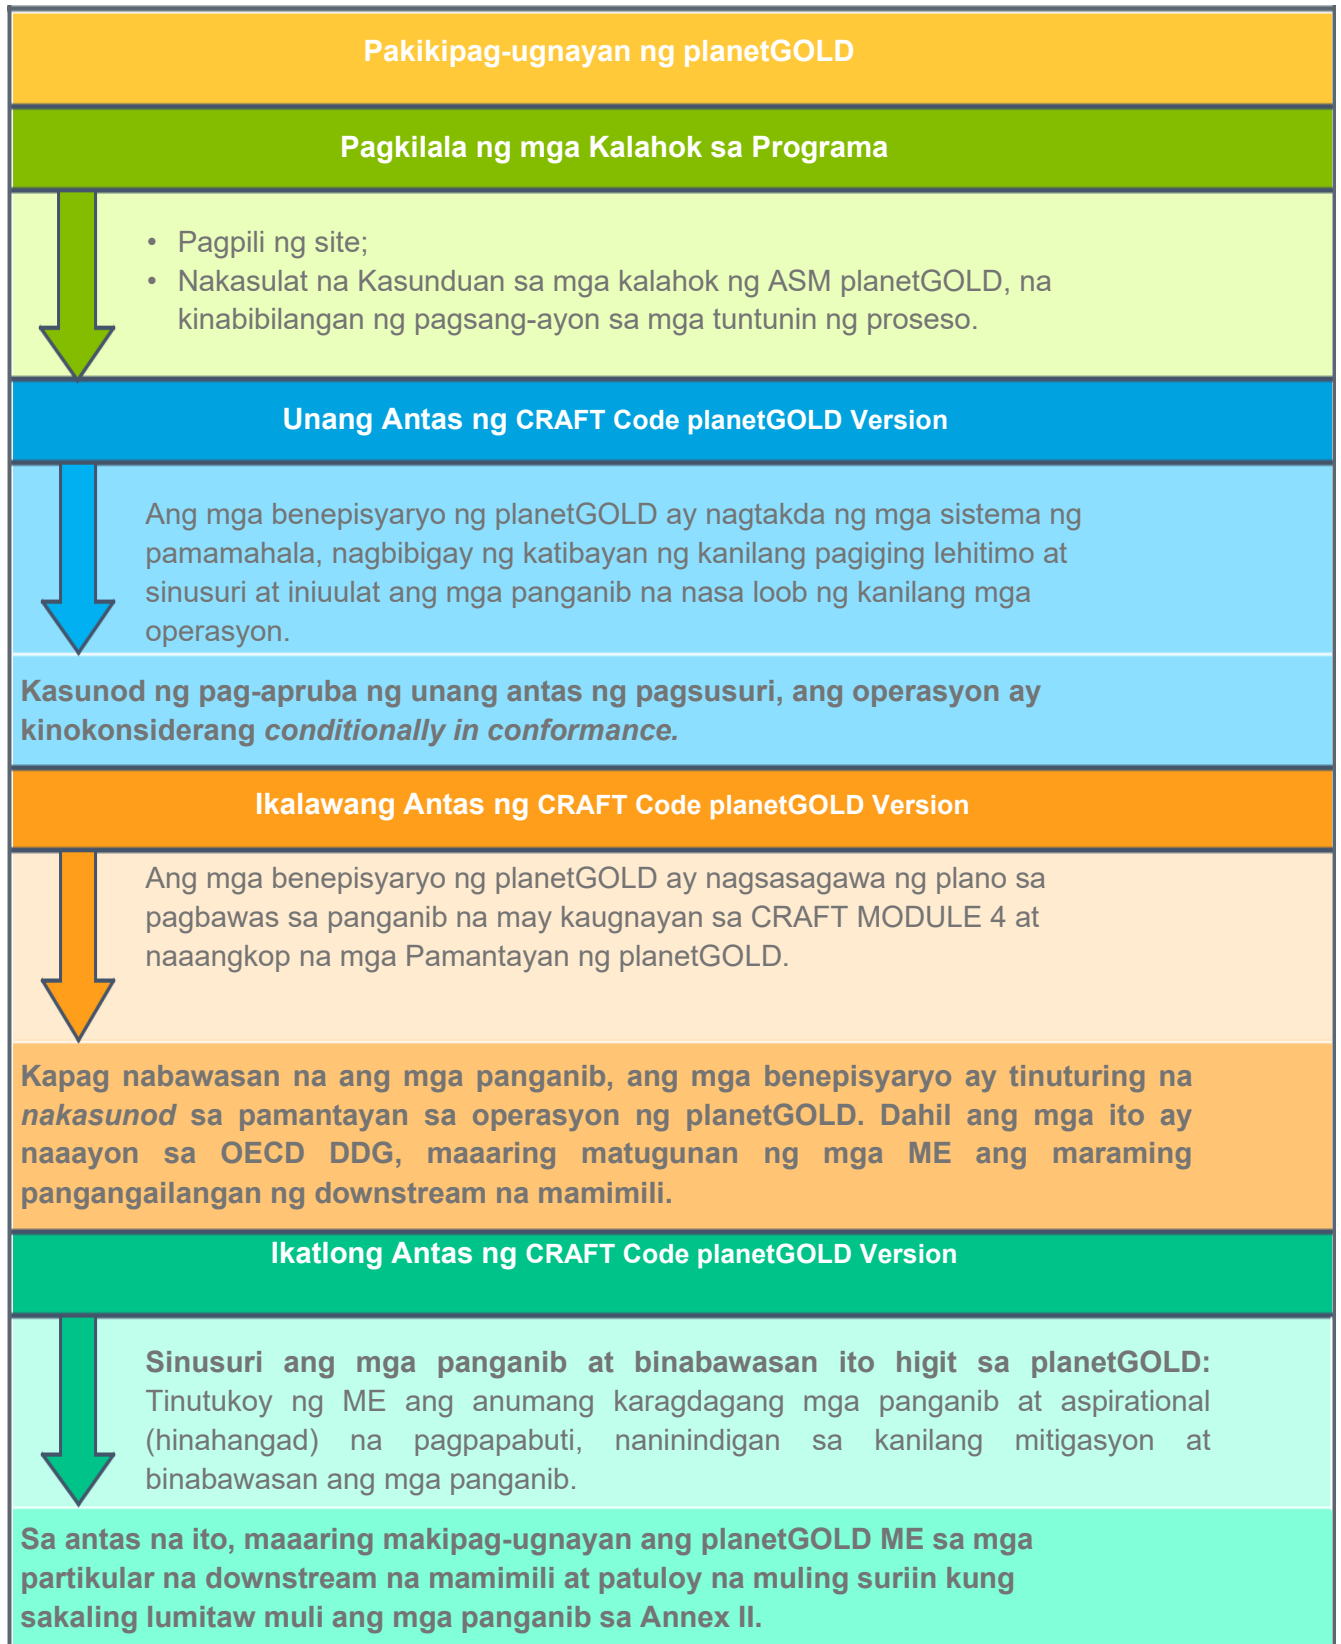 Pakikipag-ugnayan ng planetGOLD
Pagkilala ng mga Kalahok sa Programa
• Pagpili ng site;
• Nakasulat na Kasunduan sa mga kalahok ng ASM planetGOLD, na
kinabibilangan ng pagsang-ayon sa mga tuntunin ng proseso.
Unang Antas ng CRAFT Code planetGOLD Version
Ang mga benepisyaryo ng planetGOLD ay nagtakda ng mga sistema ng
pamamahala, nagbibigay ng katibayan ng kanilang pagiging lehitimo at
sinusuri at iniuulat ang mga panganib na nasa loob ng kanilang mga
operasyon.
Kasunod ng pag-apruba ng unang antas ng pagsusuri, ang operasyon ay
kinokonsiderang conditionally in conformance.
Ikalawang Antas ng CRAFT Code planetGOLD Version
Ang mga benepisyaryo ng planetGOLD ay nagsasagawa ng plano sa
pagbawas sa panganib na may kaugnayan sa CRAFT MODULE 4 at
naaangkop na mga Pamantayan ng planetGOLD.
Kapag nabawasan na ang mga panganib, ang mga benepisyaryo ay tinuturing na
nakasunod sa pamantayan sa operasyon ng planetGOLD. Dahil ang mga ito ay
naaayon sa OECD DDG, maaaring matugunan ng mga ME ang maraming
pangangailangan ng downstream na mamimili.
Ikatlong Antas ng CRAFT Code planetGOLD Version
Sinusuri ang mga panganib at binabawasan ito higit sa planetGOLD:
Tinutukoy ng ME ang anumang karagdagang mga panganib at aspirational
(hinahangad) na pagpapabuti, naninindigan sa kanilang mitigasyon at
binabawasan ang mga panganib.
Sa antas na ito, maaaring makipag-ugnayan ang planetGOLD ME sa mga
partikular na downstream na mamimili at patuloy na muling suriin kung
sakaling lumitaw muli ang mga panganib sa Annex II.